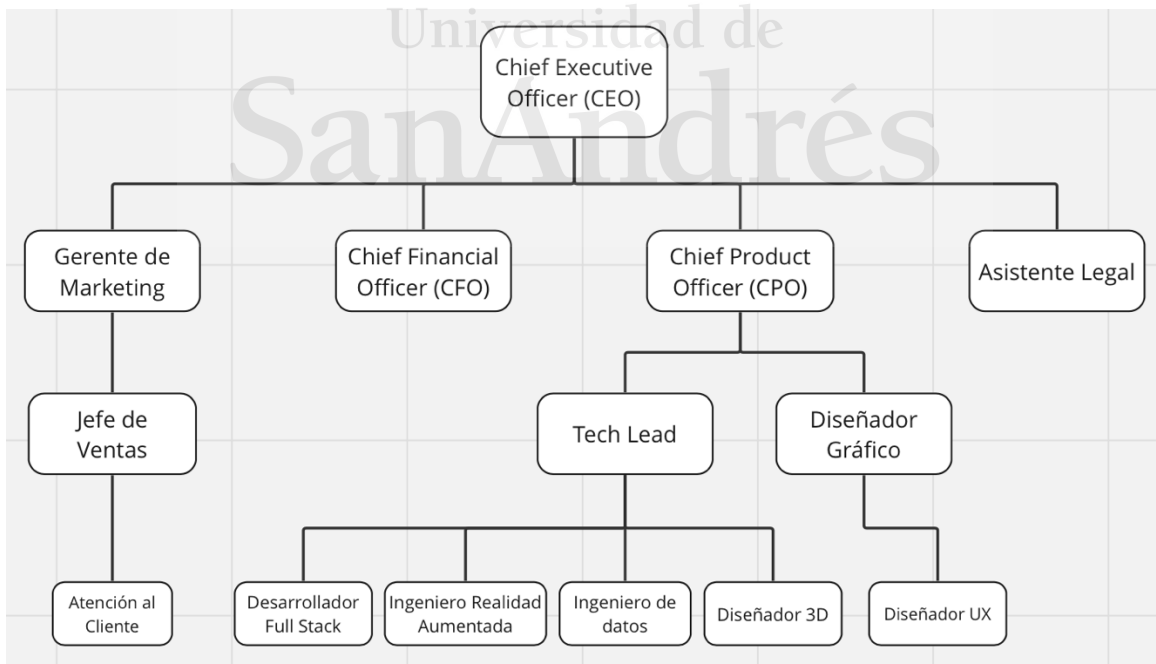 Universidad de
SanAndrés
Chief Executive
Officer (CEO)
Gerente de
Marketing
Chief Financial
Officer (CFO)
Chief Product
Officer (CPO)
Asistente Legal
Jefe de
Ventas
Tech Lead
Diseñador
Gráfico
Atención al
Cliente
Desarrollador
Full Stack
Ingeniero Realidad
Aumentada
Ingeniero de
datos
Diseñador 3D
Diseñador UX